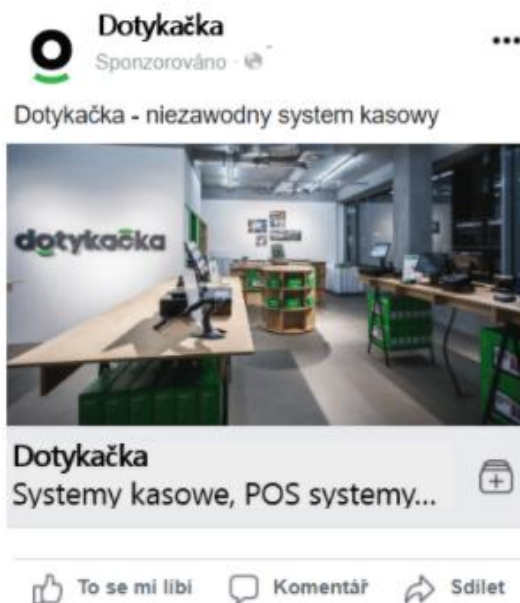 Dotykačka
Sponzorováno
Dotykačka - niezawodny system kasowy
dotykačka
Dotykačka
Systemy kasowe, POS systemy...
To se mi líbí
Komentář
Sdílet